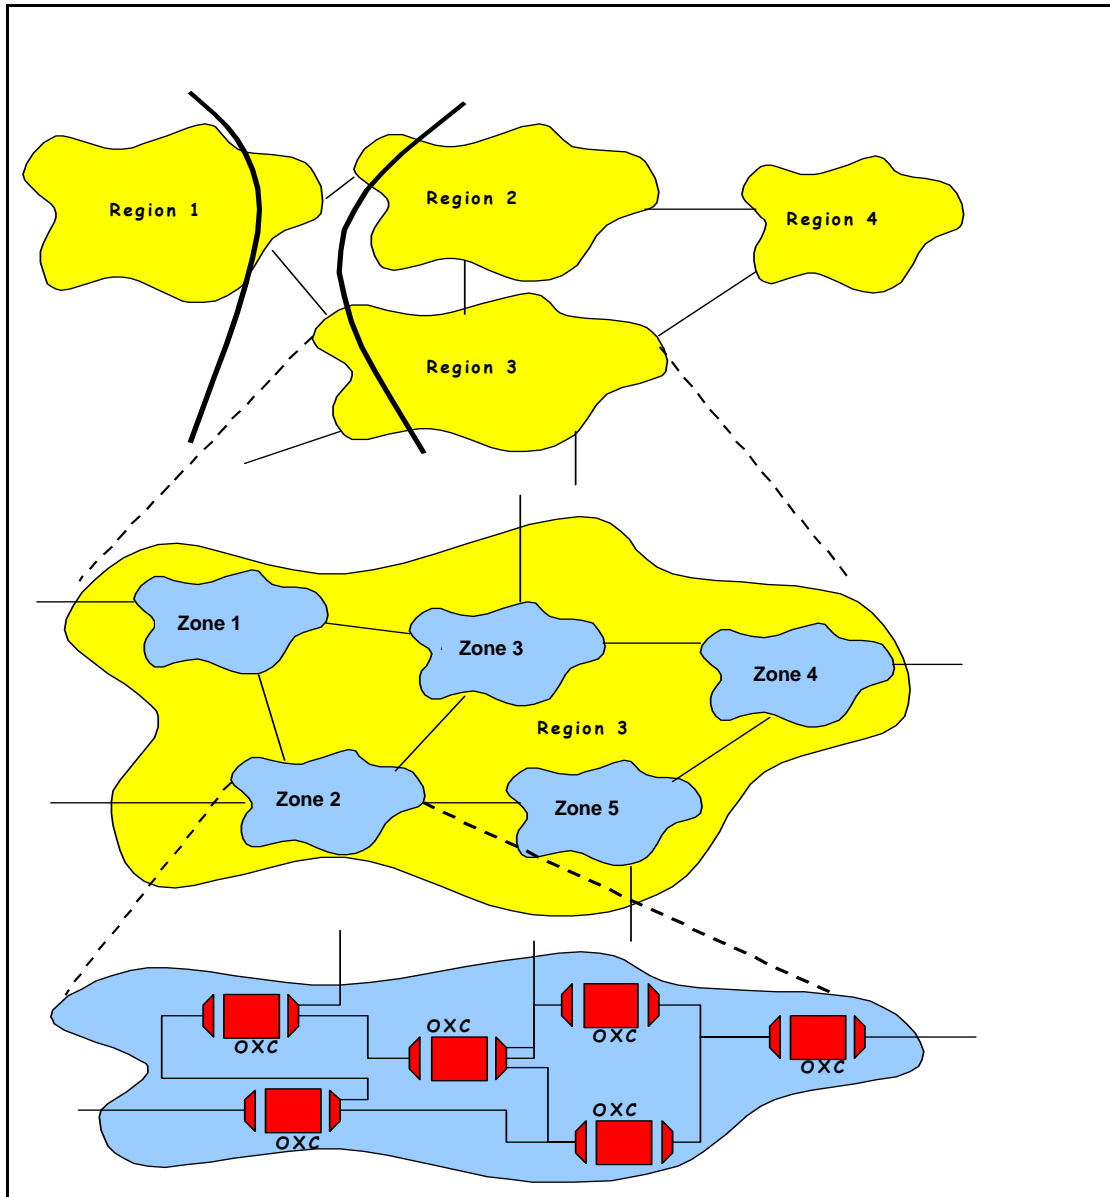 Region 1
Region 2
Region 4
Region 3
Zone 1
Zone 3
Zone 4
Region 3
Zone 2
Zone 5
OXC
OXC
OXC
OXC
OXC
OXC